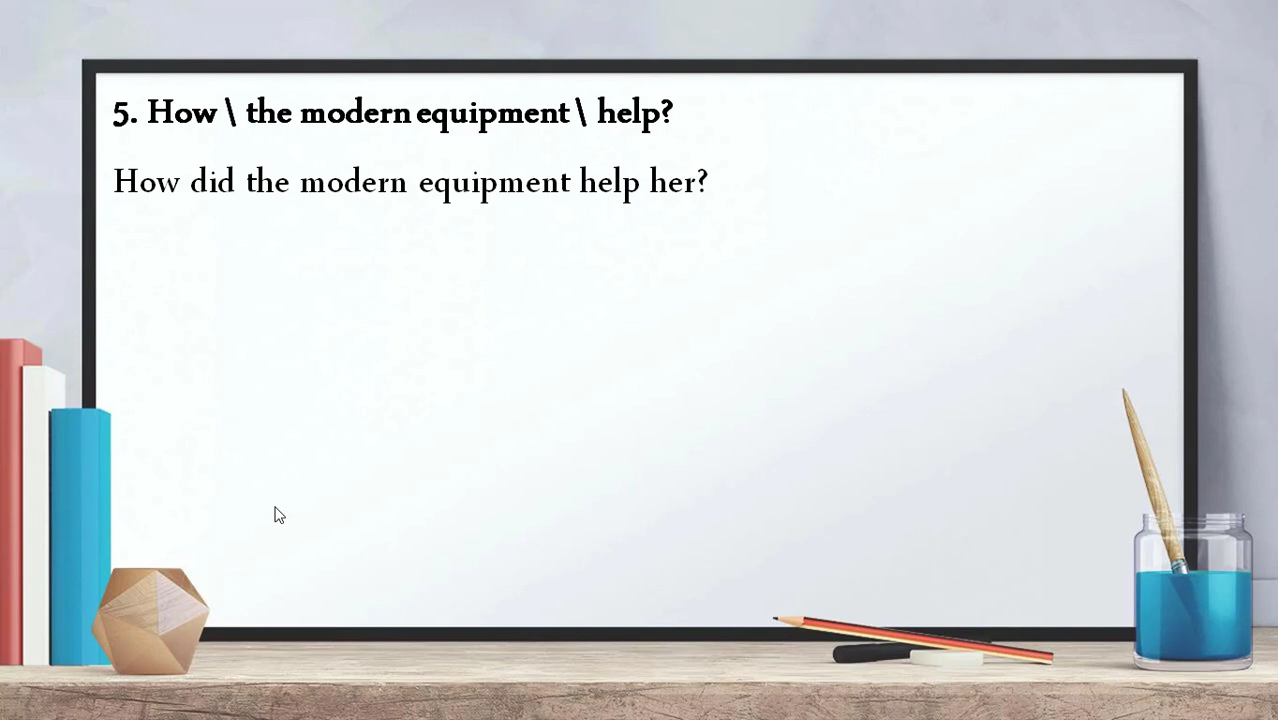 5. How \ the modern equipment \ help?
How did the modern equipment help her?